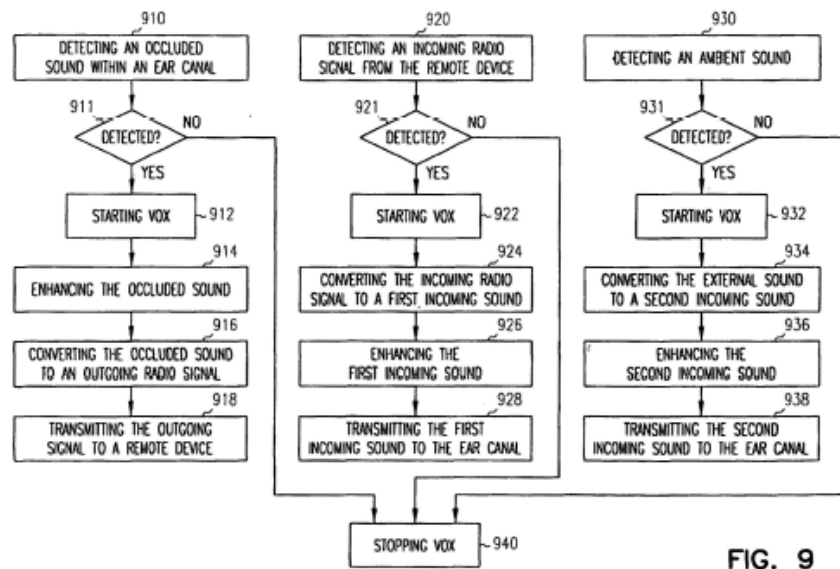 910
DETECTING AN OCCLUDED
SOUND WITHIN AN EAR CANAL
911
DETECTED?
NO
YES
STARTING VOX
912
914
ENHANCING THE OCCLUDED SOUND
916
CONVERTING THE OCCLUDED SOUND
TO AN OUTGOING RADIO SIGNAL
918
TRANSMITTING THE OUTGOING
SIGNAL TO A REMOTE DEVICE
920
DETECTING AN INCOMING RADIO
SIGNAL FROM THE REMOTE DEVICE
921
DETECTED?
NO
YES
STARTING VOX
922
924
CONVERTING THE INCOMING RADIO
SIGNAL TO A FIRST INCOMING SOUND
926
ENHANCING THE
FIRST INCOMING SOUND
928
TRANSMITTING THE FIRST
INCOMING SOUND TO THE EAR CANAL
930
DETECTING AN AMBIENT SOUND
931
DETECTED?
NO
YES
STARTING VOX
932
934
CONVERTING THE EXTERNAL SOUND
TO A SECOND INCOMING SOUND
936
ENHANCING THE
SECOND INCOMING SOUND
938
TRANSMITTING THE SECOND
INCOMING SOUND TO THE EAR CANAL
STOPPING VOX
940
FIG. 9